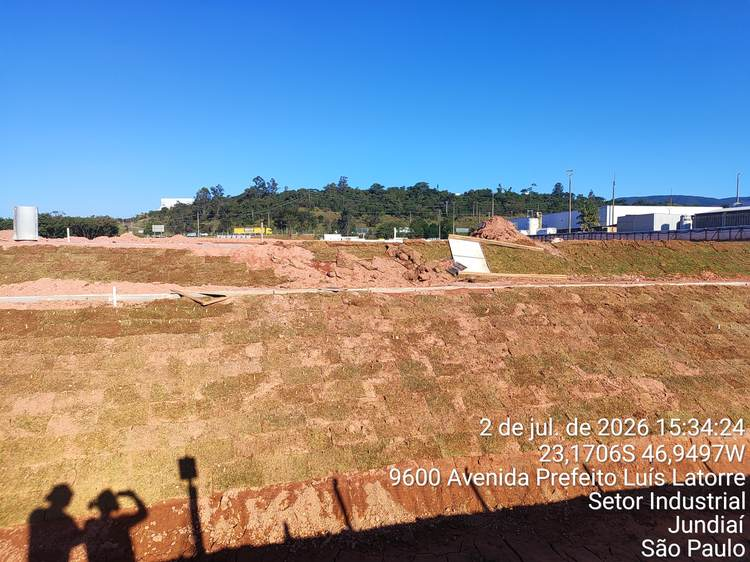 2 de jul. de 2026 15:34:24
23,1706S 46,9497W
9600 Avenida Prefeito Luís Latorre
Setor Industrial
Jundiaí
São Paulo